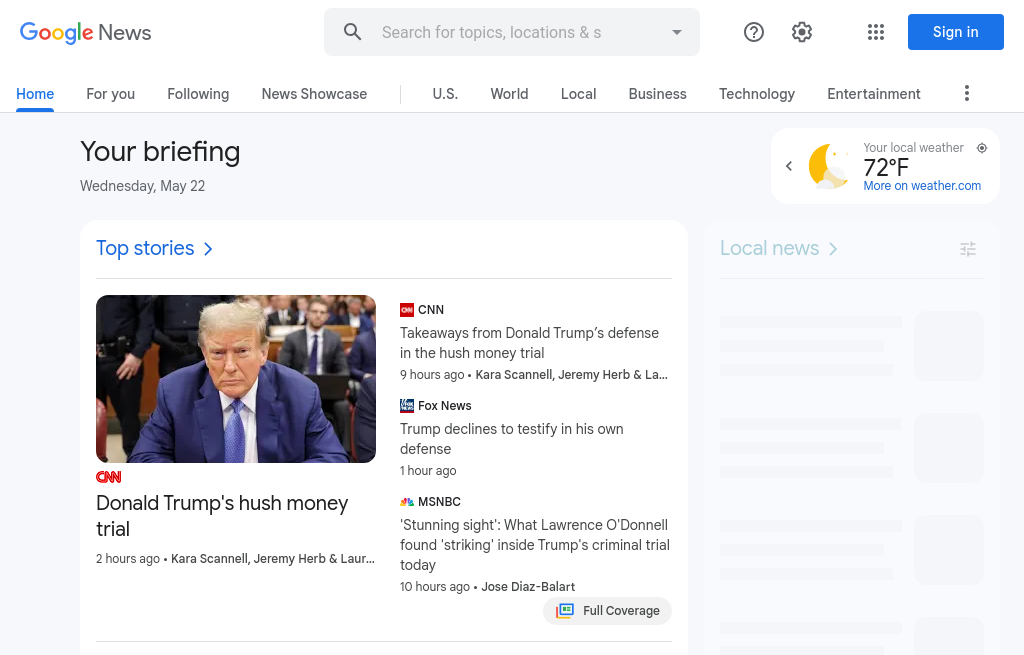 Google News
Search for topics, locations & s
Sign in
Home
For you
Following
News Showcase
U.S.
World
Local
Business
Technology
Entertainment
Your briefing
Wednesday, May 22
Your local weather
72°F
More on weather.com
Top stories
CNN
Donald Trump's hush money
trial
2 hours ago • Kara Scannell, Jeremy Herb & Laur...
CNN
CNN
Takeaways from Donald Trump's defense
in the hush money trial
9 hours ago • Kara Scannell, Jeremy Herb & La...
Fox News
Trump declines to testify in his own
defense
1 hour ago
MSNBC
'Stunning sight': What Lawrence O'Donnell
found 'striking' inside Trump's criminal trial
today
10 hours ago • Jose Diaz-Balart
Full Coverage
Local news